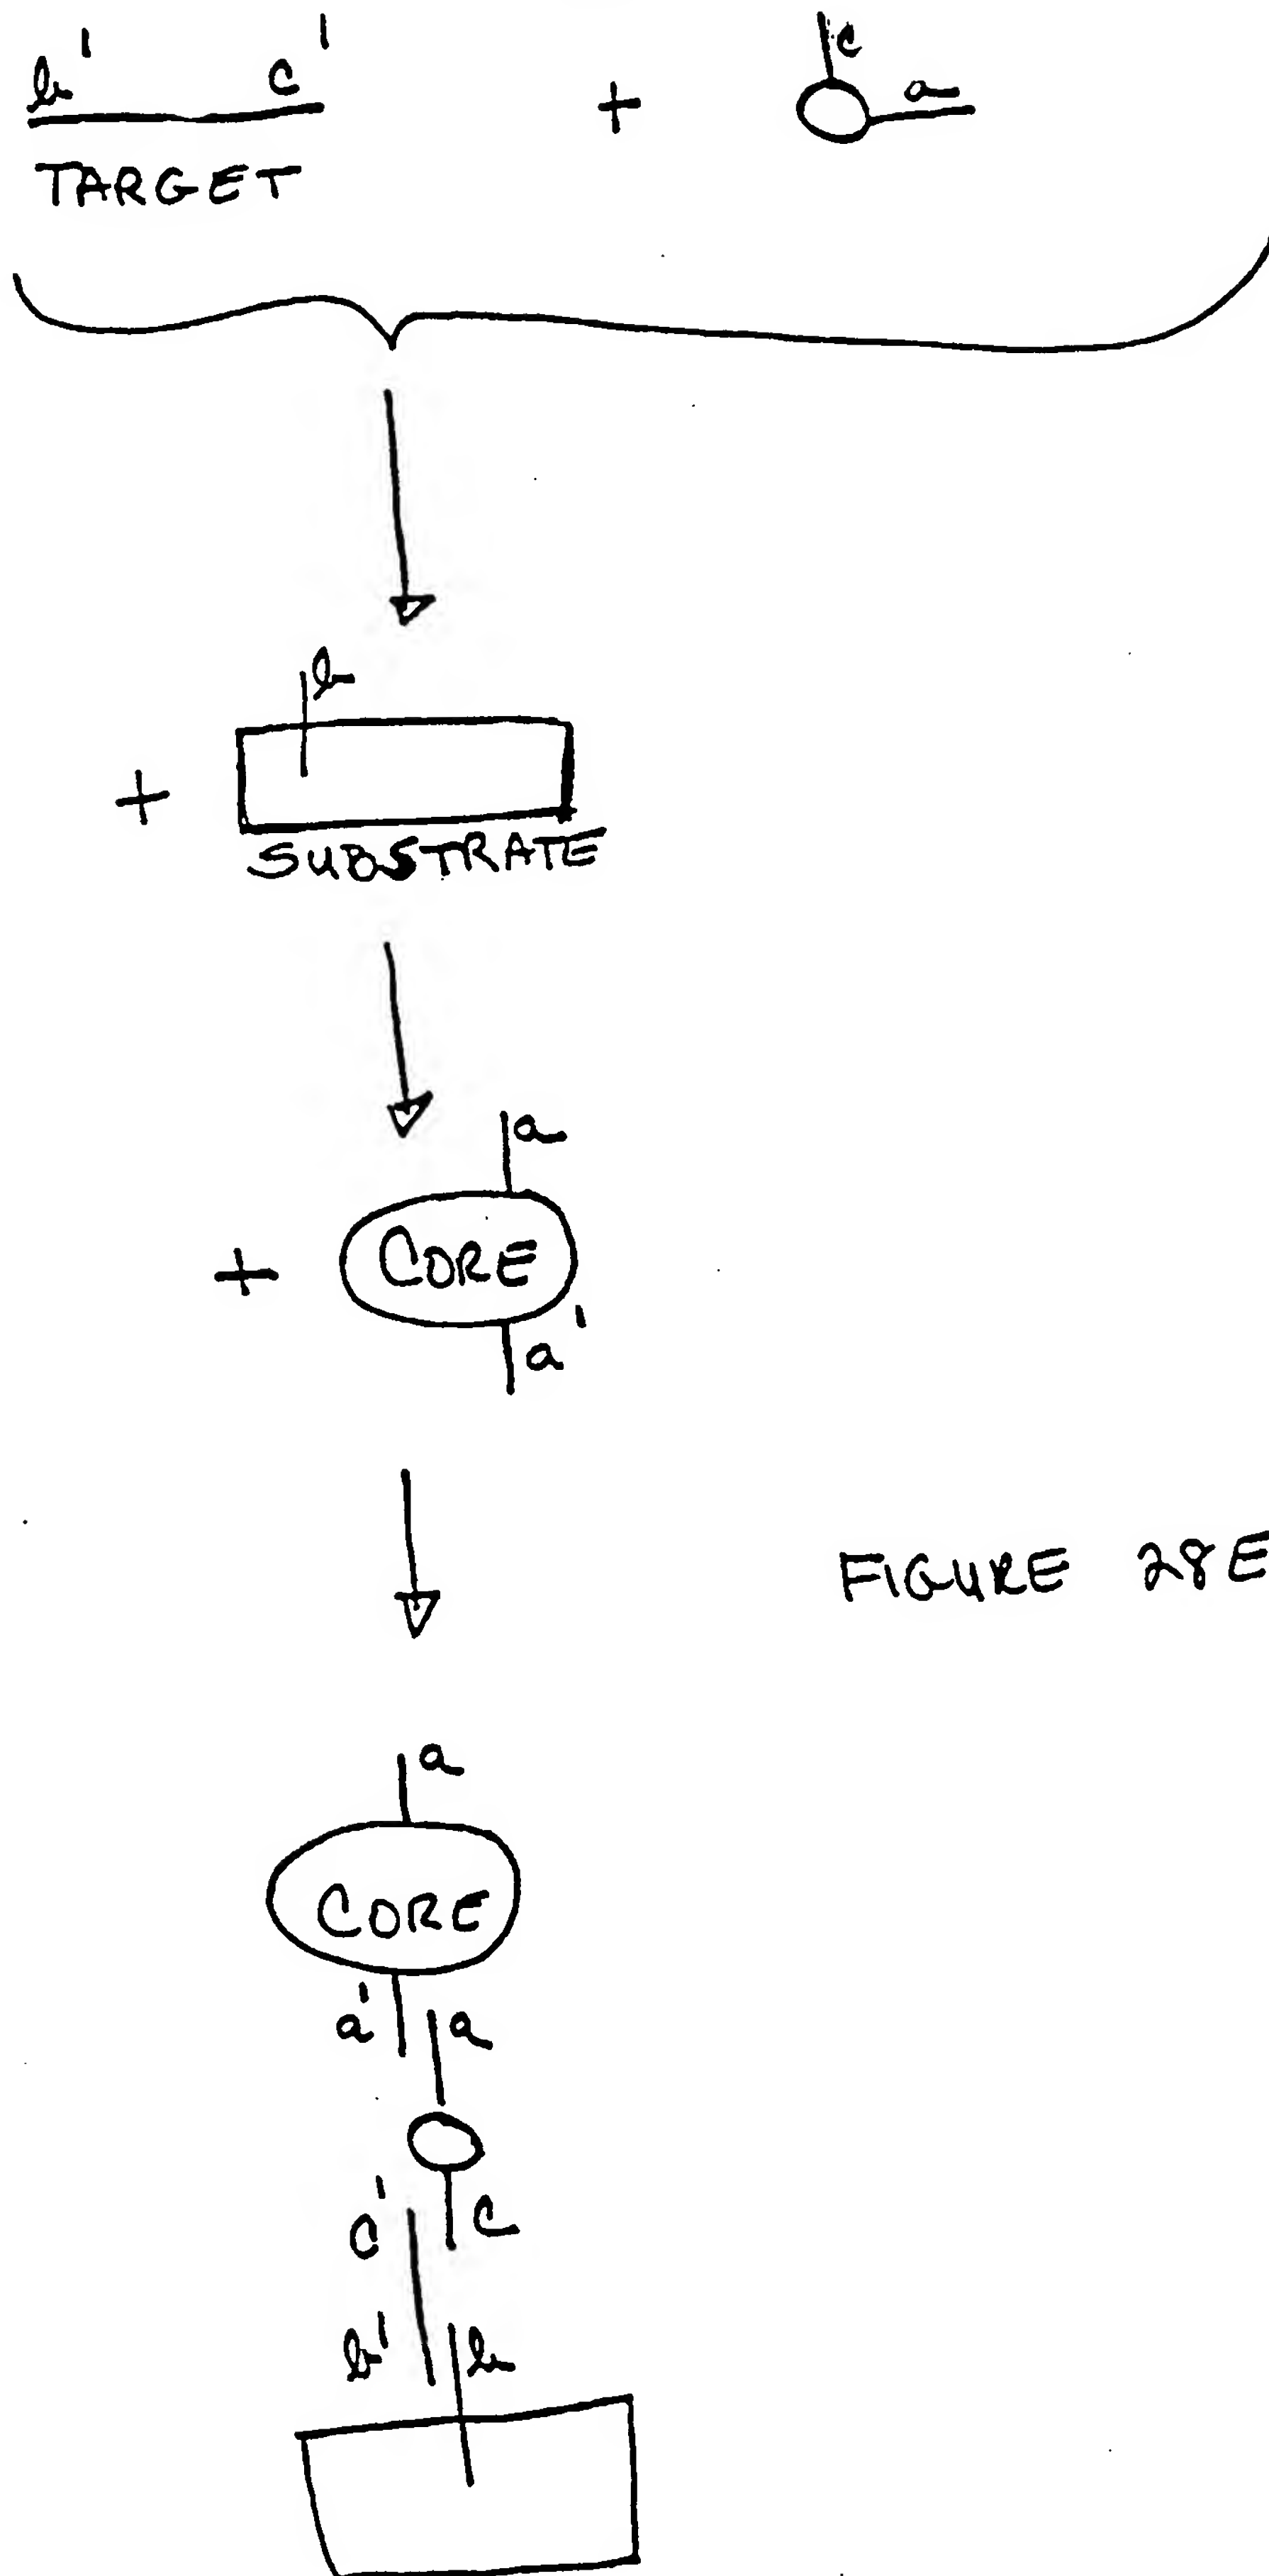 b' c' + c a
TARGET
b
+
SUBSTRATE
a
+ CORE
a'
FIGURE 28E
a
CORE
a' a
c' c
b' b